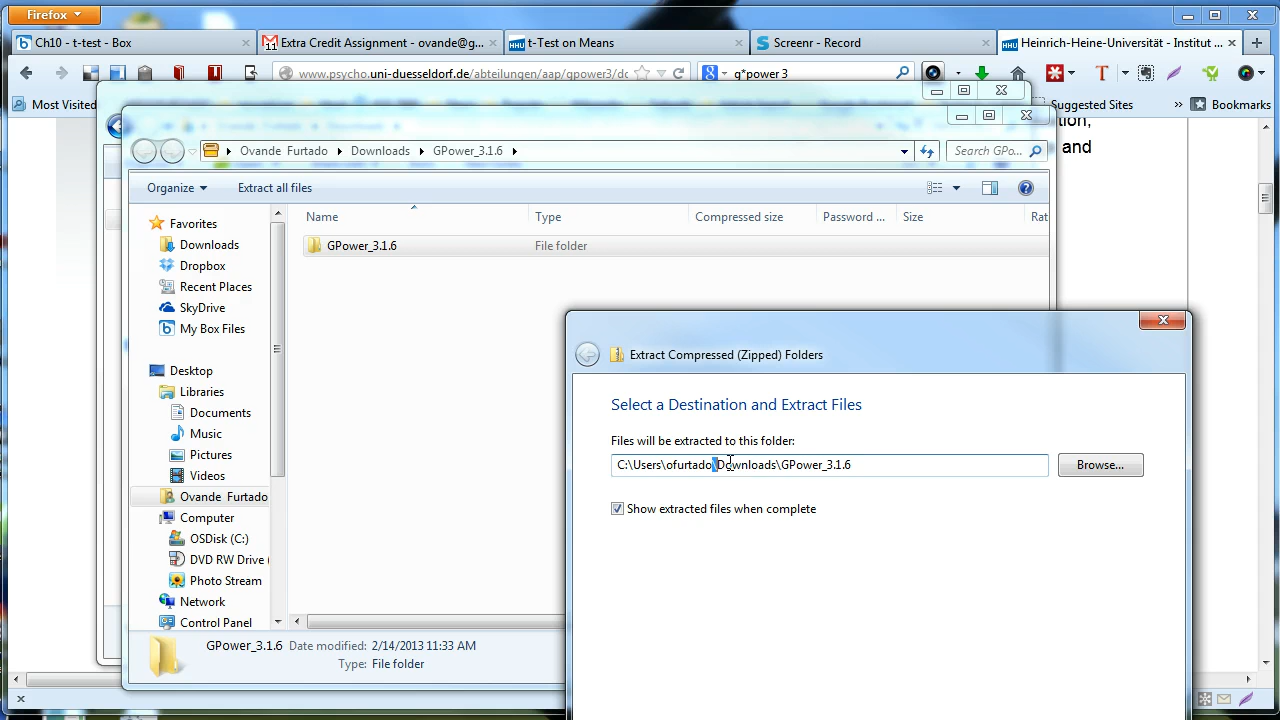 Firefox
Ch10 - t-test - Box
Extra Credit Assignment - ovande@g...
t-Test on Means
Screenr - Record
Heinrich-Heine-Universität - Institut ...
www.psycho.uni-duesseldorf.de/abteilungen/aap/gpower3/dc
g*power 3
Most Visited
Suggested Sites
Bookmarks
and
Ovande Furtado
Downloads
GPower_3.1.6
Search GPo...
Organize
Extract all files
Name
Type
Compressed size
Password ...
Size
Rat
Favorites
GPower_3.1.6
File folder
Downloads
Dropbox
Recent Places
SkyDrive
My Box Files
Desktop
Libraries
Documents
Music
Pictures
Videos
Ovande Furtado
Computer
OSDisk (C:)
DVD RW Drive (
Photo Stream
Network
Control Panel
GPower_3.1.6
Date modified: 2/14/2013 11:33 AM
Type: File folder
Extract Compressed (Zipped) Folders
Select a Destination and Extract Files
Files will be extracted to this folder:
C:\Users\ofurtado\Downloads\GPower_3.1.6
Browse...
Show extracted files when complete